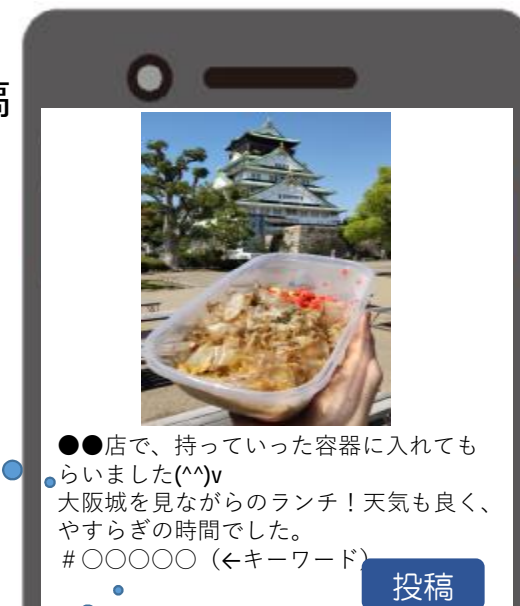 稿
●●店で、持っていった容器に入れても
らいました(^^)v
大阪城を見ながらのランチ！天気も良く、
やすらぎの時間でした。
＃○○○○○（←キーワード）
投稿